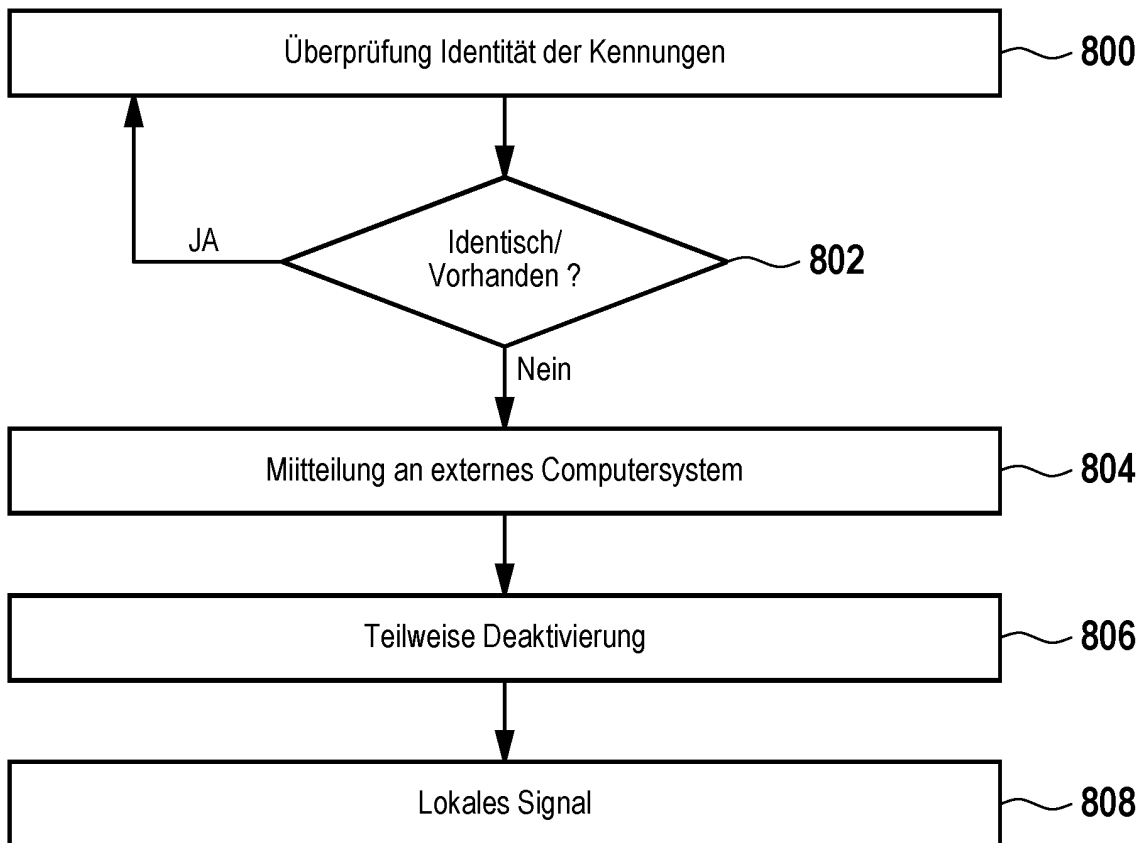 Überprüfung Identität der Kennungen
800
JA
Identisch/
Vorhanden ?
802
Nein
Miitteilung an externes Computersystem
804
Teilweise Deaktivierung
806
Lokales Signal
808